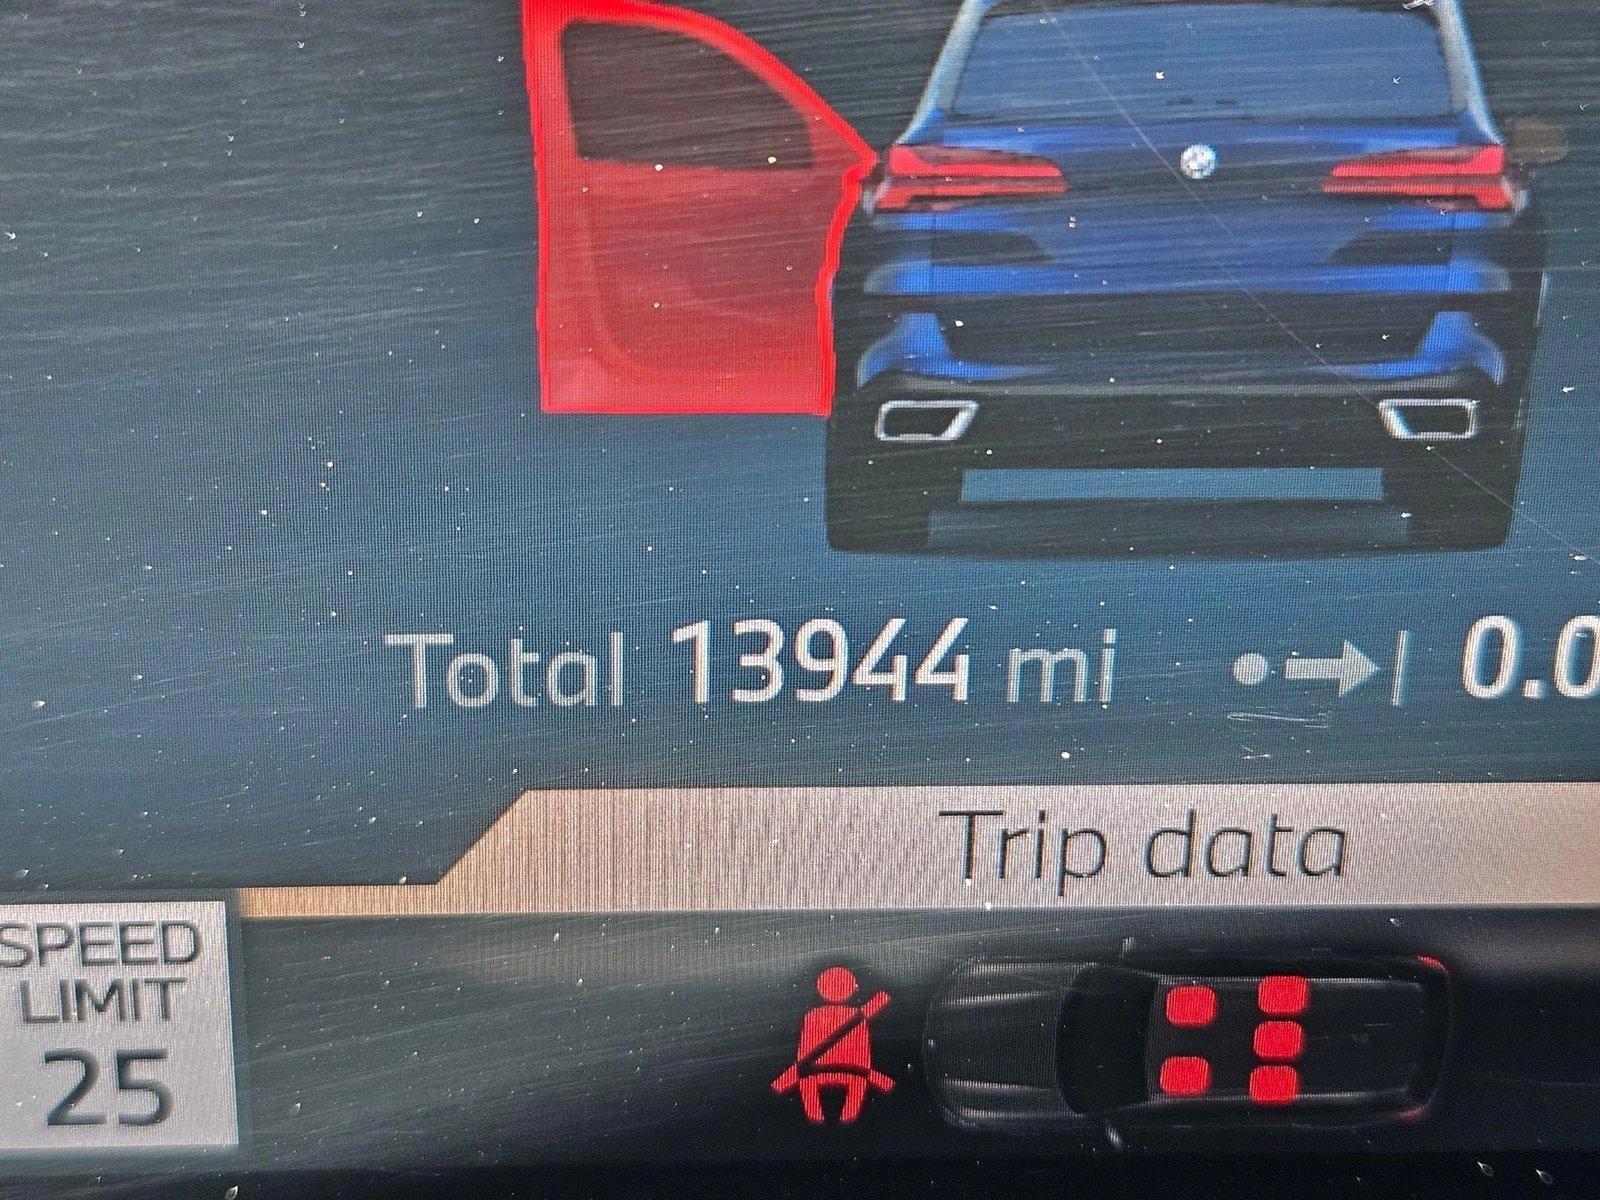 Total 13944 mi 0.0
Trip data
SPEED
LIMIT
25